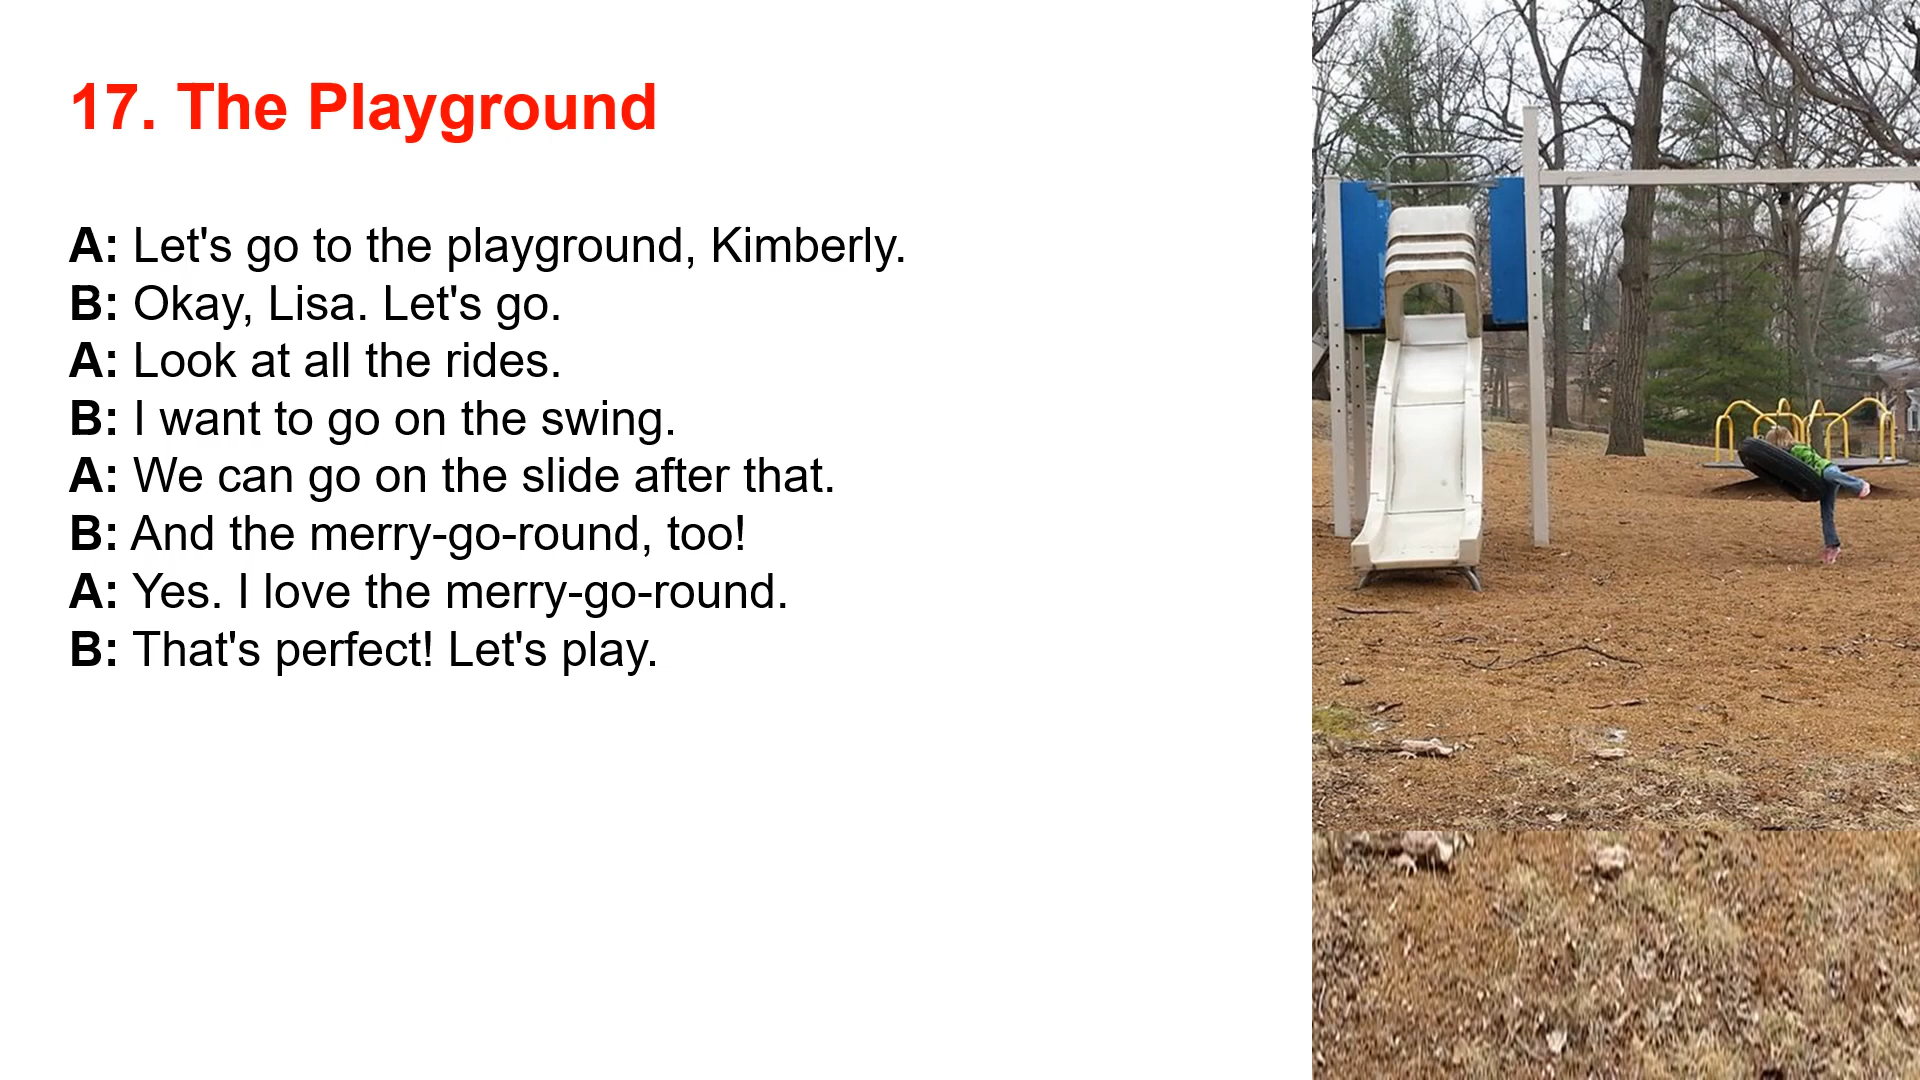 17. The Playground
A: Let's go to the playground, Kimberly.
B: Okay, Lisa. Let's go.
A: Look at all the rides.
B: I want to go on the swing.
A: We can go on the slide after that.
B: And the merry-go-round, too!
A: Yes. I love the merry-go-round.
B: That's perfect! Let's play.